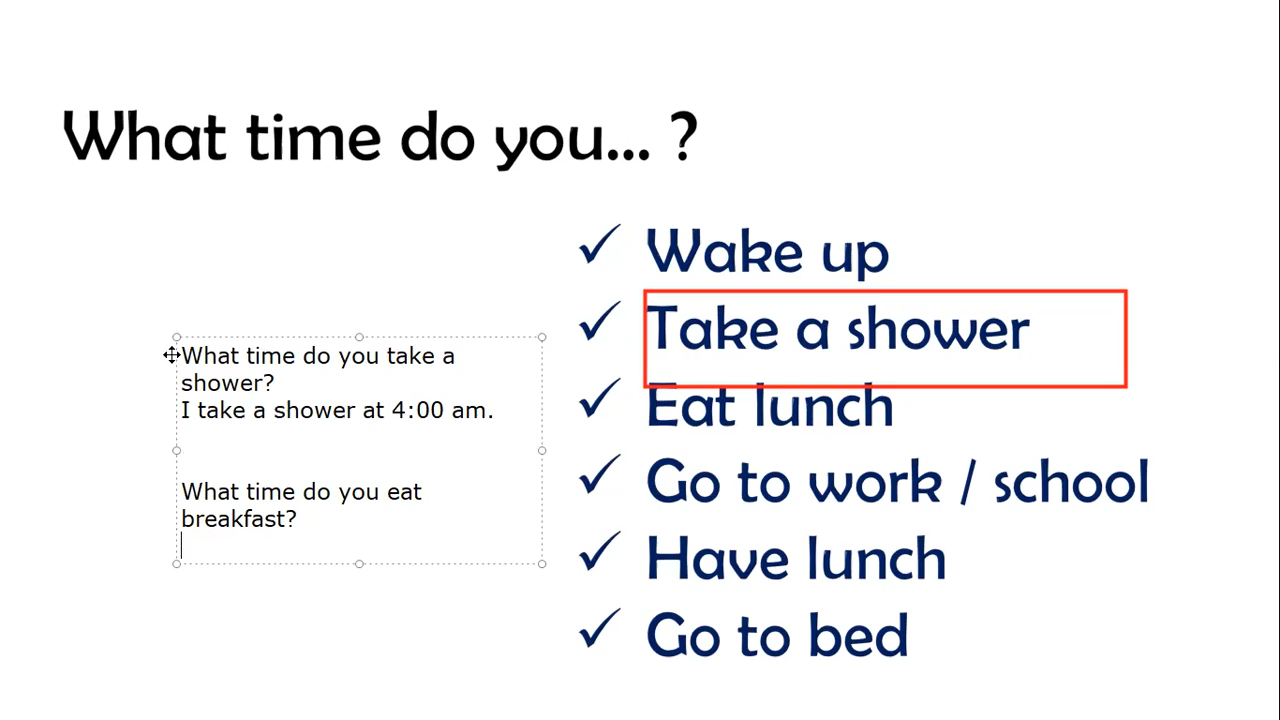 What time do you... ?
Wake up
Take a shower
Eat lunch
Go to work / school
Have lunch
Go to bed
What time do you take a
shower?
I take a shower at 4:00 am.
What time do you eat
breakfast?